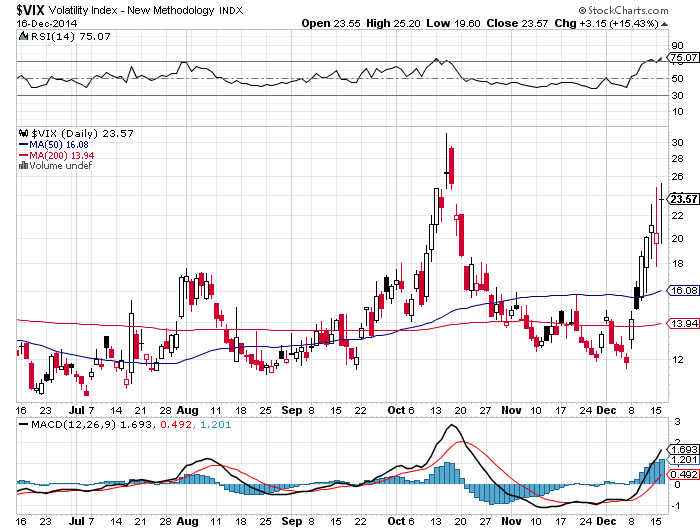 $VIX Volatility Index - New Methodology INDX © StockCharts.com
16-Dec-2014 Open 23.55 High 25.20 Low 19.60 Close 23.57 Chg +3.15 (+15.43%)
RSI(14) 75.07
90
75.07
70
50
30
10
$VIX (Daily) 23.57
MA(50) 16.08
MA(200) 13.94
Volume undef
30
28
26
24
23.57
22
20
18
16.08
13.94
12
16 23 Jul 7 14 21 28 Aug 11 18 25 Sep 8 15 22 Oct 6 13 20 27 Nov 10 17 24 Dec 8 15
MACD(12,26,9) 1.693, 0.492, 1.201
3
2
1.693
1.201
0.492
0
-1
16 23 Jul 7 14 21 28 Aug 11 18 25 Sep 8 15 22 Oct 6 13 20 27 Nov 10 17 24 Dec 8 15